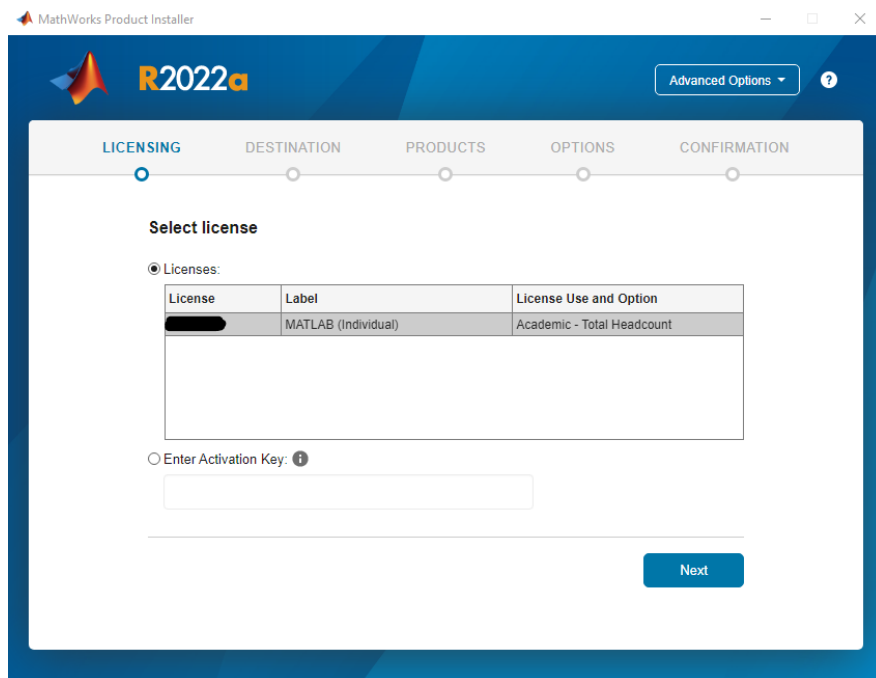 MathWorks Product Installer
R2022a
Advanced Options
?
LICENSING DESTINATION PRODUCTS OPTIONS CONFIRMATION
Select license
Licenses:
License Label License Use and Option
MATLAB (Individual) Academic - Total Headcount
Enter Activation Key: i
Next